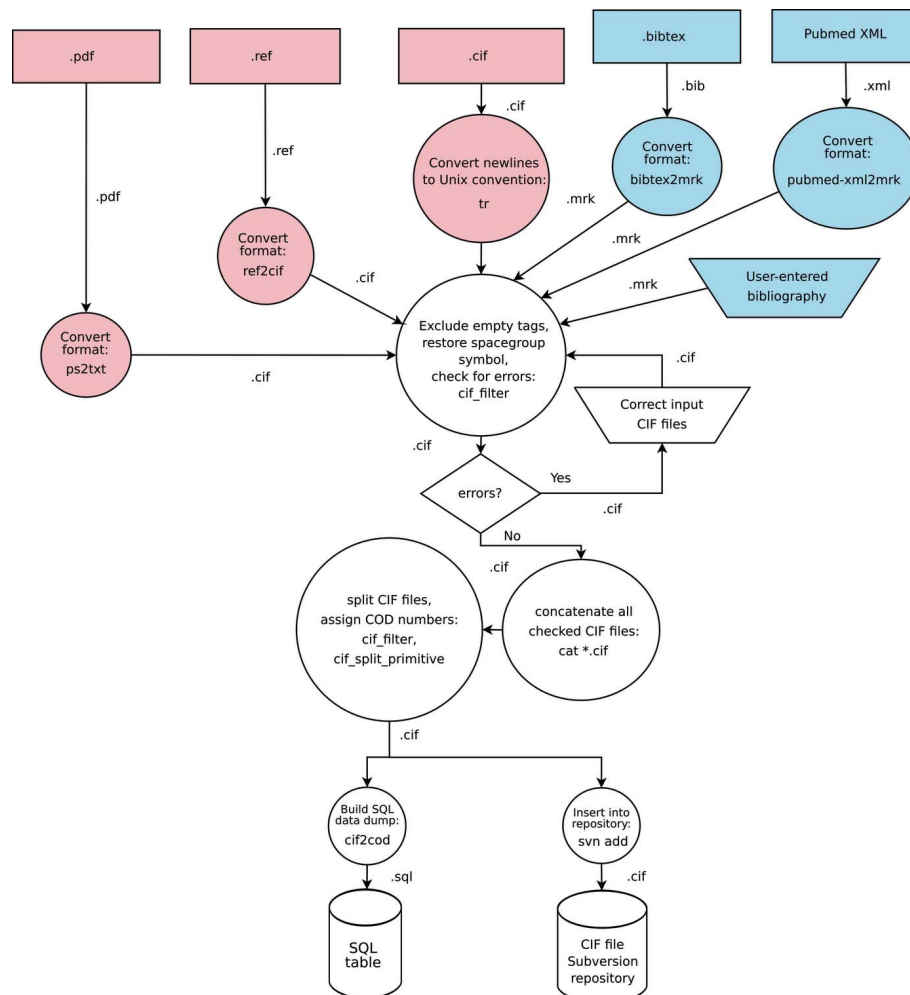 .pdf
.ref
.cif
.bibtex
Pubmed XML
.cif
.bib
.xml
.ref
.pdf
Convert newlines
to Unix convention:
tr
Convert
format:
bibtex2mrk
Convert
format:
pubmed-xml2mrk
.mrk
.mrk
.mrk
Convert
format:
ref2cif
.cif
User-entered
bibliography
Convert
format:
ps2txt
.cif
Exclude empty tags,
restore spacegroup
symbol,
check for errors:
cif_filter
.cif
Correct input
CIF files
.cif
errors?
Yes
.cif
No
.cif
split CIF files,
assign COD numbers:
cif_filter,
cif_split_primitive
concatenate all
checked CIF files:
cat *.cif
.cif
Build SQL
data dump:
cif2cod
Insert into
repository:
svn add
.sql
.cif
SQL
table
CIF file
Subversion
repository